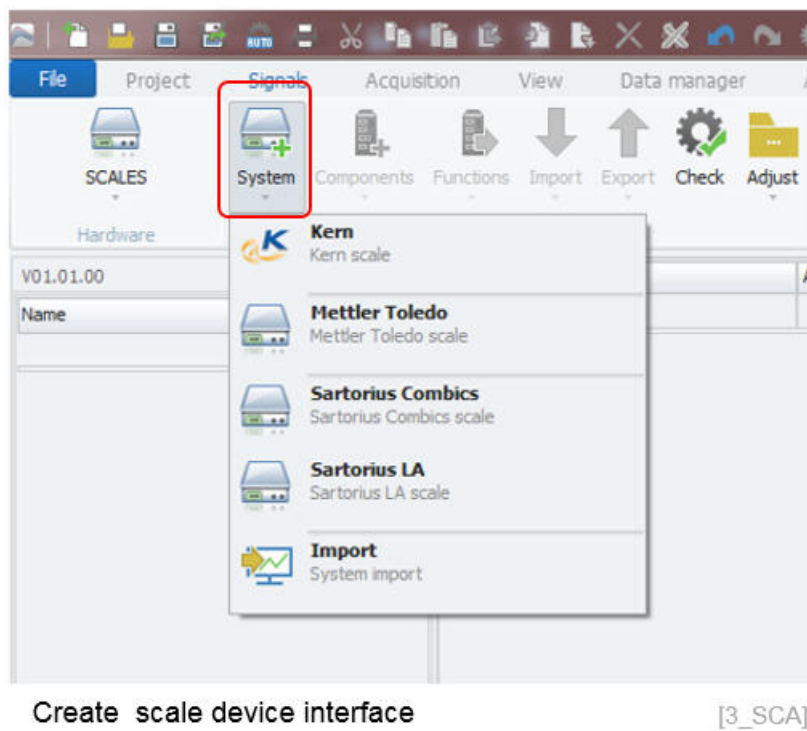 AUTO
File Project Signals Acquisition View Data manager
SCALES System Components Functions Import Export Check Adjust
Hardware
Kern
Kern scale
V01.01.00
Name
Mettler Toledo
Mettler Toledo scale
Sartorius Combics
Sartorius Combics scale
Sartorius LA
Sartorius LA scale
Import
System import
Create scale device interface
[3_SCA]